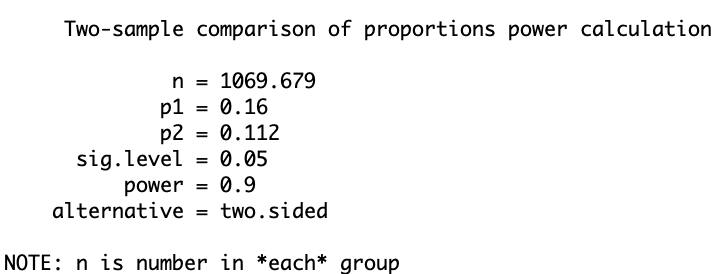 Two-sample comparison of proportions power calculation
n = 1069.679
p1 = 0.16
p2 = 0.112
sig.level = 0.05
power = 0.9
alternative = two.sided
NOTE: n is number in *each* group